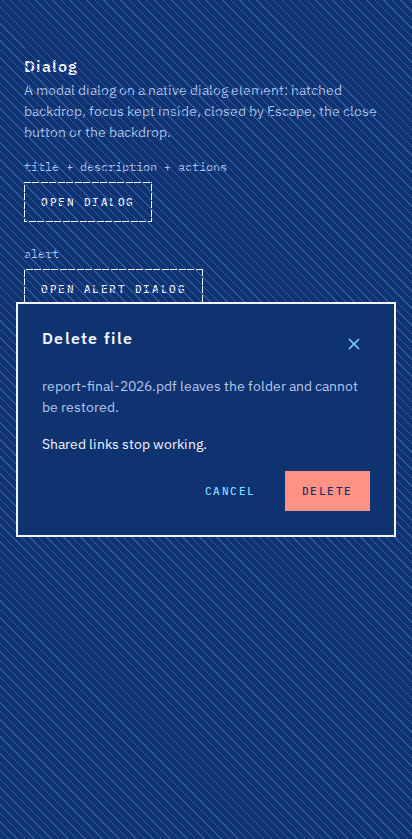 Dialog
A modal dialog on a native dialog element: hatched
backdrop, focus kept inside, closed by Escape, the close
button or the backdrop.
title + description + actions
OPEN DIALOG
alert
OPEN ALERT DIALOG
Delete file
report-final-2026.pdf leaves the folder and cannot
be restored.
Shared links stop working.
CANCEL
DELETE